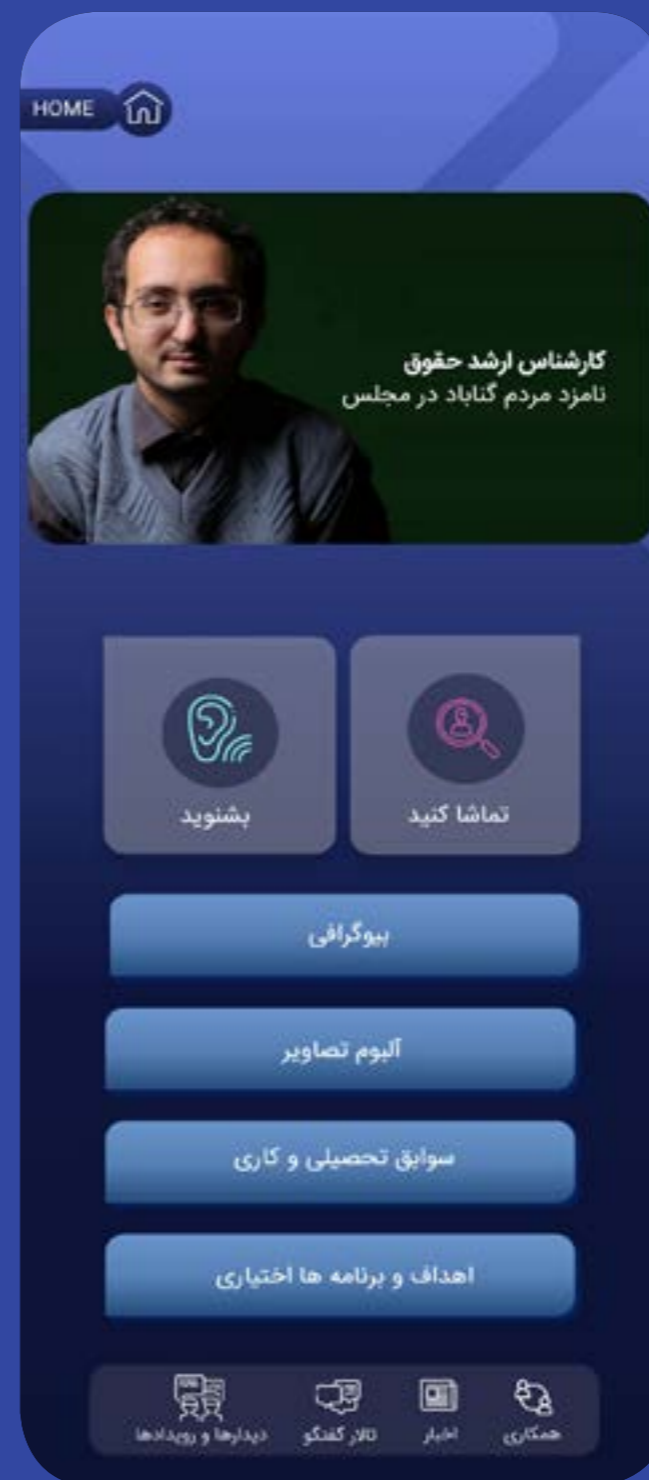 HOME
کارشناس ارشد حقوق
نامزد مردم گناباد در مجلس
تماشا کنید
بشنوید
بیوگرافی
آلبوم تصاویر
سوابق تحصیلی و کاری
اهداف و برنامه ها اختیاری
همکاری
اخبار
تالار گفتگو
دیدارها و رویدادها